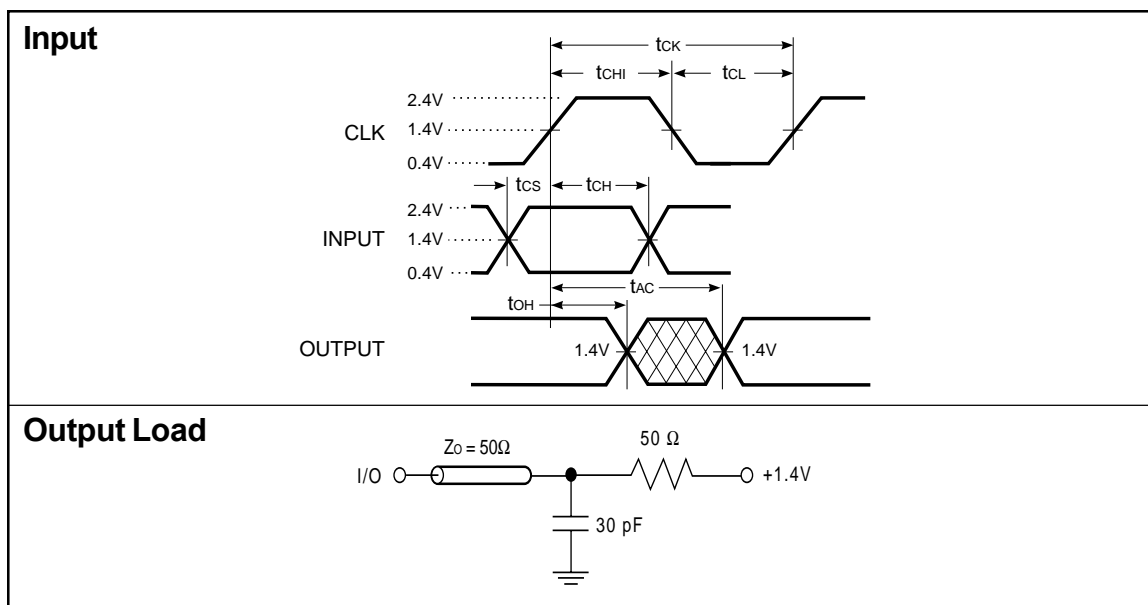 Input
tCK
tCHI tCL
CLK
2.4V
1.4V
0.4V
tCS tCH
INPUT
2.4V
1.4V
0.4V
tAC
tOH
OUTPUT
1.4V 1.4V
Output Load
ZO = 50Ω
50 Ω
I/O
+1.4V
30 pF